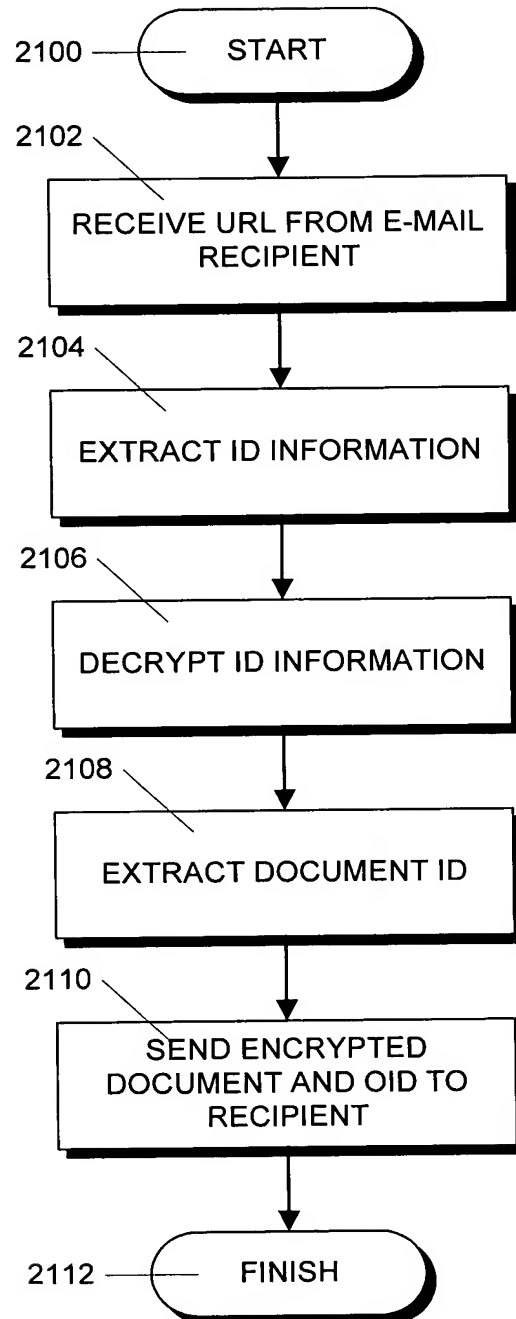 2100
START
2102
RECEIVE URL FROM E-MAIL
RECIPIENT
2104
EXTRACT ID INFORMATION
2106
DECRYPT ID INFORMATION
2108
EXTRACT DOCUMENT ID
2110
SEND ENCRYPTED
DOCUMENT AND OID TO
RECIPIENT
2112
FINISH